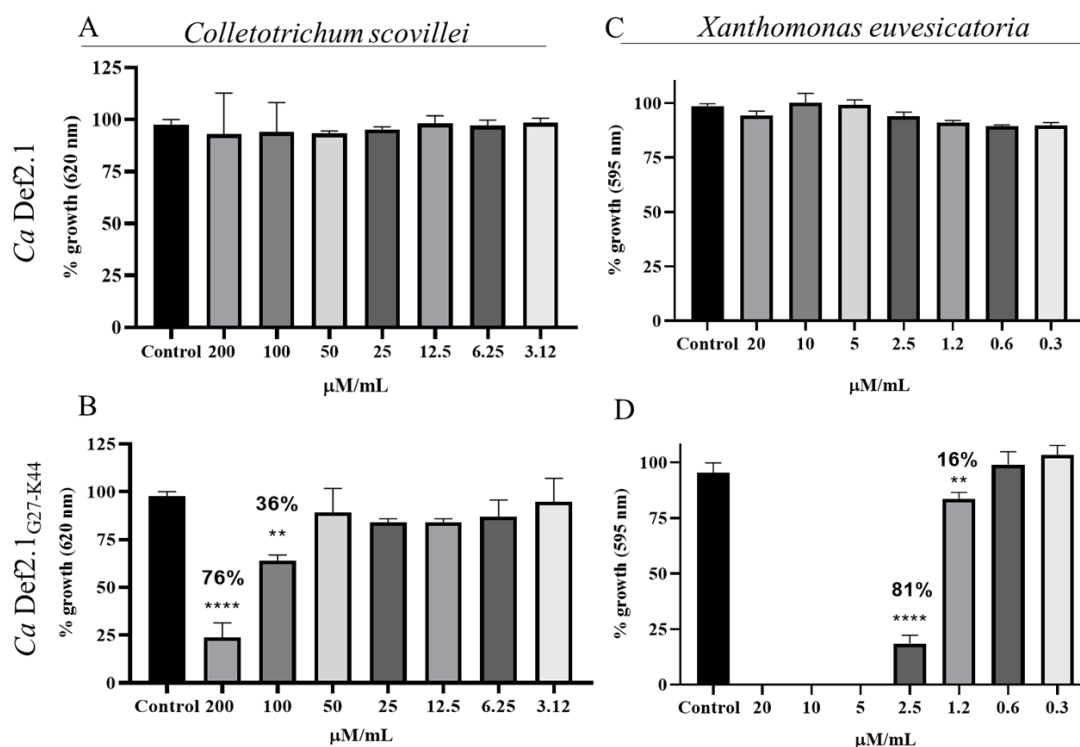 A
Colletotrichum scovillei
C
Xanthomonas euvesicatoria
Ca Def2.1
% growth (620 nm)
125
100
75
50
25
0
Control 200 100 50 25 12.5 6.25 3.12
µM/mL
% growth (595 nm)
100
75
50
25
0
Control 20 10 5 2.5 1.2 0.6 0.3
µM/mL
B
Ca Def2.1G27-K44
% growth (620 nm)
125
100
75
50
25
0
76%
****
36%
**
Control 200 100 50 25 12.5 6.25 3.12
µM/mL
D
% growth (595 nm)
100
75
50
25
0
81%
****
16%
**
Control 20 10 5 2.5 1.2 0.6 0.3
µM/mL